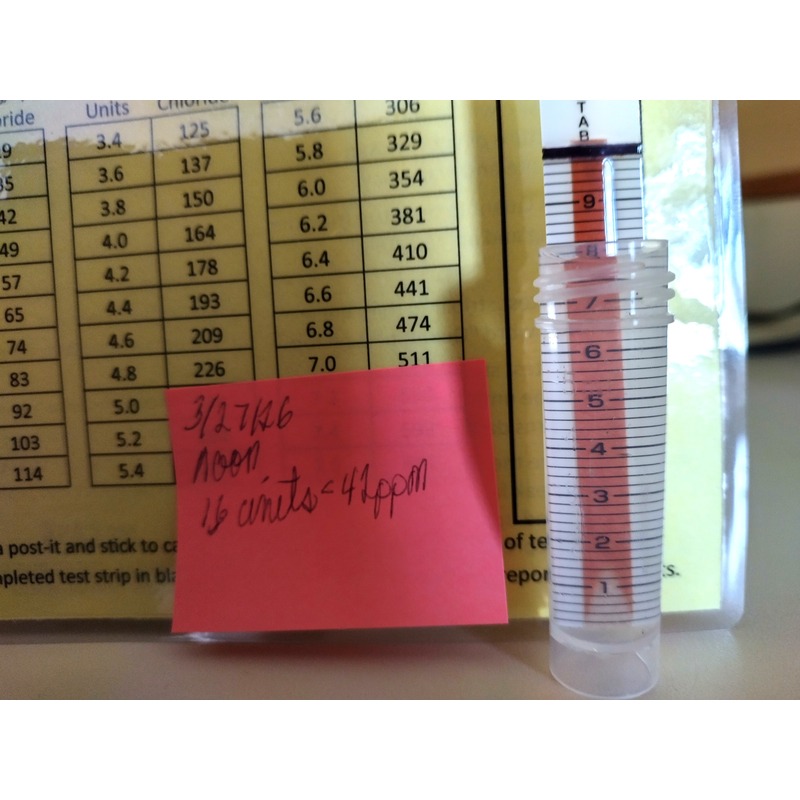 ride Units Chloride 5.6 306
.9 3.4 125 5.8 329
35 3.6 137 6.0 354
42 3.8 150 6.2 381
49 4.0 164 6.4 410
57 4.2 178 6.6 441
65 4.4 193 6.8 474
74 4.6 209 7.0 511
83 4.8 226
92 5.0
103 5.2
114 5.4
3/27/26
Noon
16 units = 42ppm
post-it and stick to ca of te
mpleted test strip in bla repor s.
TAB
9
8
7
6
5
4
3
2
1